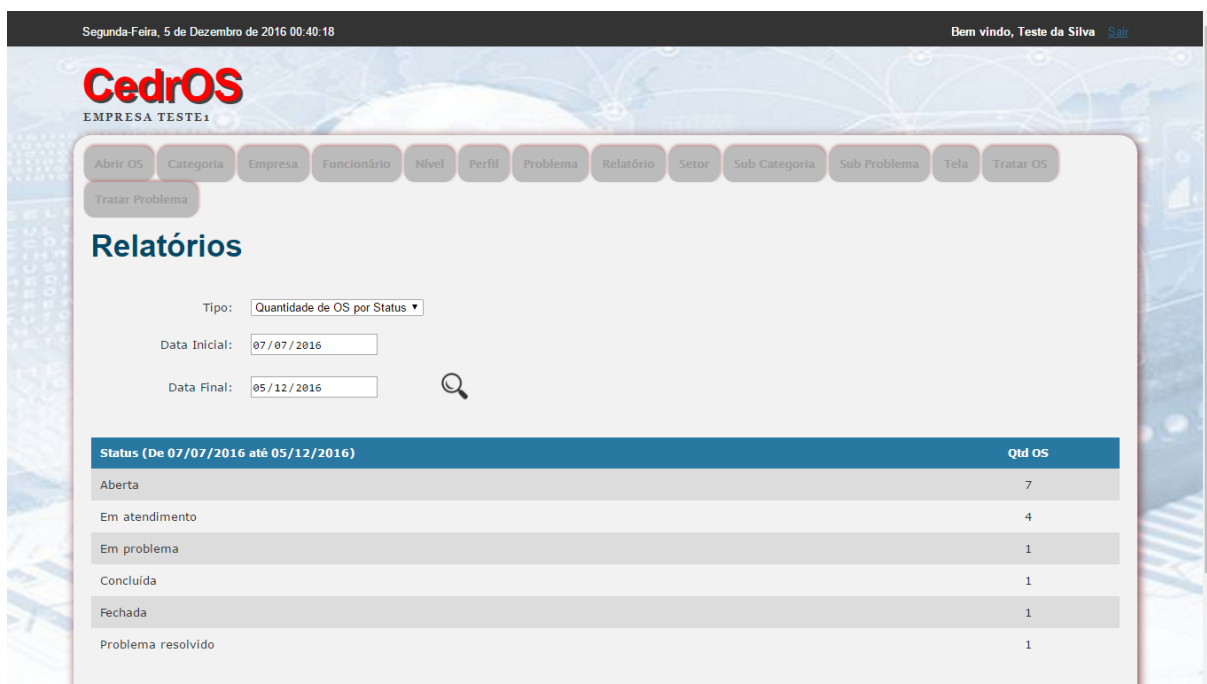 Segunda-Feira, 5 de Dezembro de 2016 00:40:18 Bem vindo, Teste da Silva Sair
CedrOS
EMPRESA TESTE1
Abrir OS Categoria Empresa Funcionário Nível Perfil Problema Relatório Setor Sub Categoria Sub Problema Tela Tratar OS
Tratar Problema
Relatórios
Tipo: Quantidade de OS por Status
Data Inicial: 07/07/2016
Data Final: 05/12/2016
Status (De 07/07/2016 até 05/12/2016) Qtd OS
Aberta 7
Em atendimento 4
Em problema 1
Concluída 1
Fechada 1
Problema resolvido 1